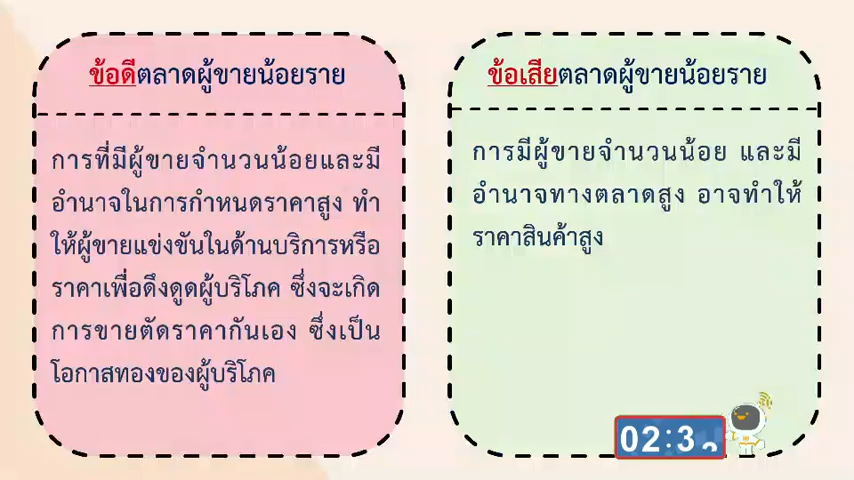 ข้อดีตลาดผู้ขายน้อยราย
การที่มีผู้ขายจำนวนน้อยและมี
อำนาจในการกำหนดราคาสูง ทำ
ให้ผู้ขายแข่งขันในด้านบริการหรือ
ราคาเพื่อดึงดูดผู้บริโภค ซึ่งจะเกิด
การขายตัดราคากันเอง ซึ่งเป็น
โอกาสทองของผู้บริโภค
ข้อเสียตลาดผู้ขายน้อยราย
การมีผู้ขายจำนวนน้อย และมี
อำนาจทางตลาดสูง อาจทำให้
ราคาสินค้าสูง
02:3